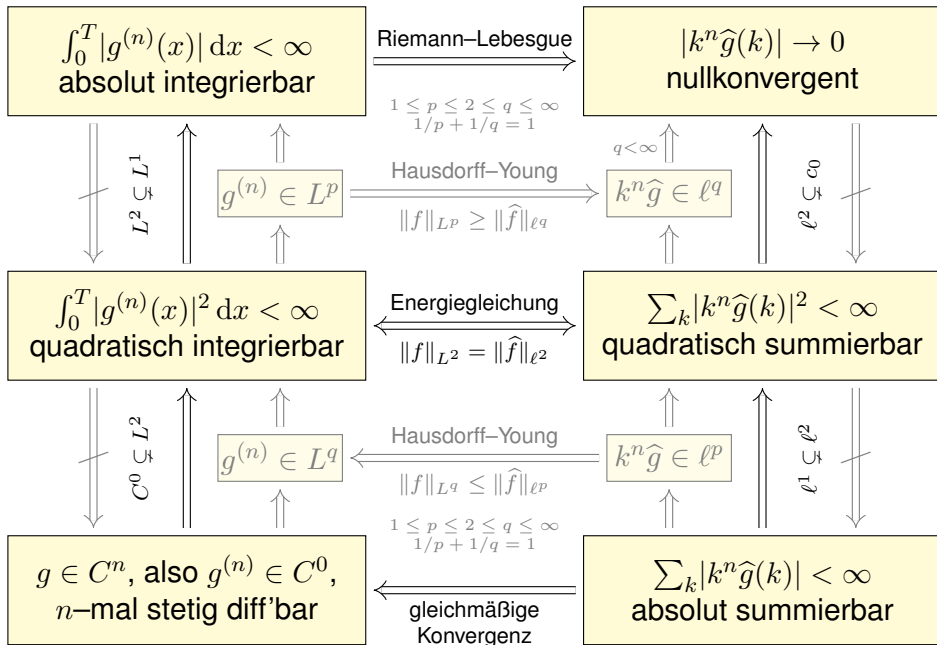 ∫₀ᵀ|g⁽ⁿ⁾(x)| dx < ∞
absolut integrierbar
Riemann–Lebesgue
|kⁿĝ(k)| → 0
nullkonvergent
1 ≤ p ≤ 2 ≤ q ≤ ∞
1/p + 1/q = 1
L² ⊊ L¹
g⁽ⁿ⁾ ∈ Lᵖ
Hausdorff–Young
‖f‖_{L^p} ≥ ‖f̂‖_{ℓ^q}
q<∞
kⁿĝ ∈ ℓ^q
ℓ² ⊊ c₀
∫₀ᵀ|g⁽ⁿ⁾(x)|² dx < ∞
quadratisch integrierbar
Energiegleichung
‖f‖_{L²} = ‖f̂‖_{ℓ²}
∑ₖ|kⁿĝ(k)|² < ∞
quadratisch summierbar
C⁰ ⊊ L²
g⁽ⁿ⁾ ∈ L^q
Hausdorff–Young
‖f‖_{L^q} ≤ ‖f̂‖_{ℓ^p}
kⁿĝ ∈ ℓᵖ
ℓ¹ ⊊ ℓ²
1 ≤ p ≤ 2 ≤ q ≤ ∞
1/p + 1/q = 1
g ∈ Cⁿ, also g⁽ⁿ⁾ ∈ C⁰,
n–mal stetig diff'bar
gleichmäßige
Konvergenz
∑ₖ|kⁿĝ(k)| < ∞
absolut summierbar